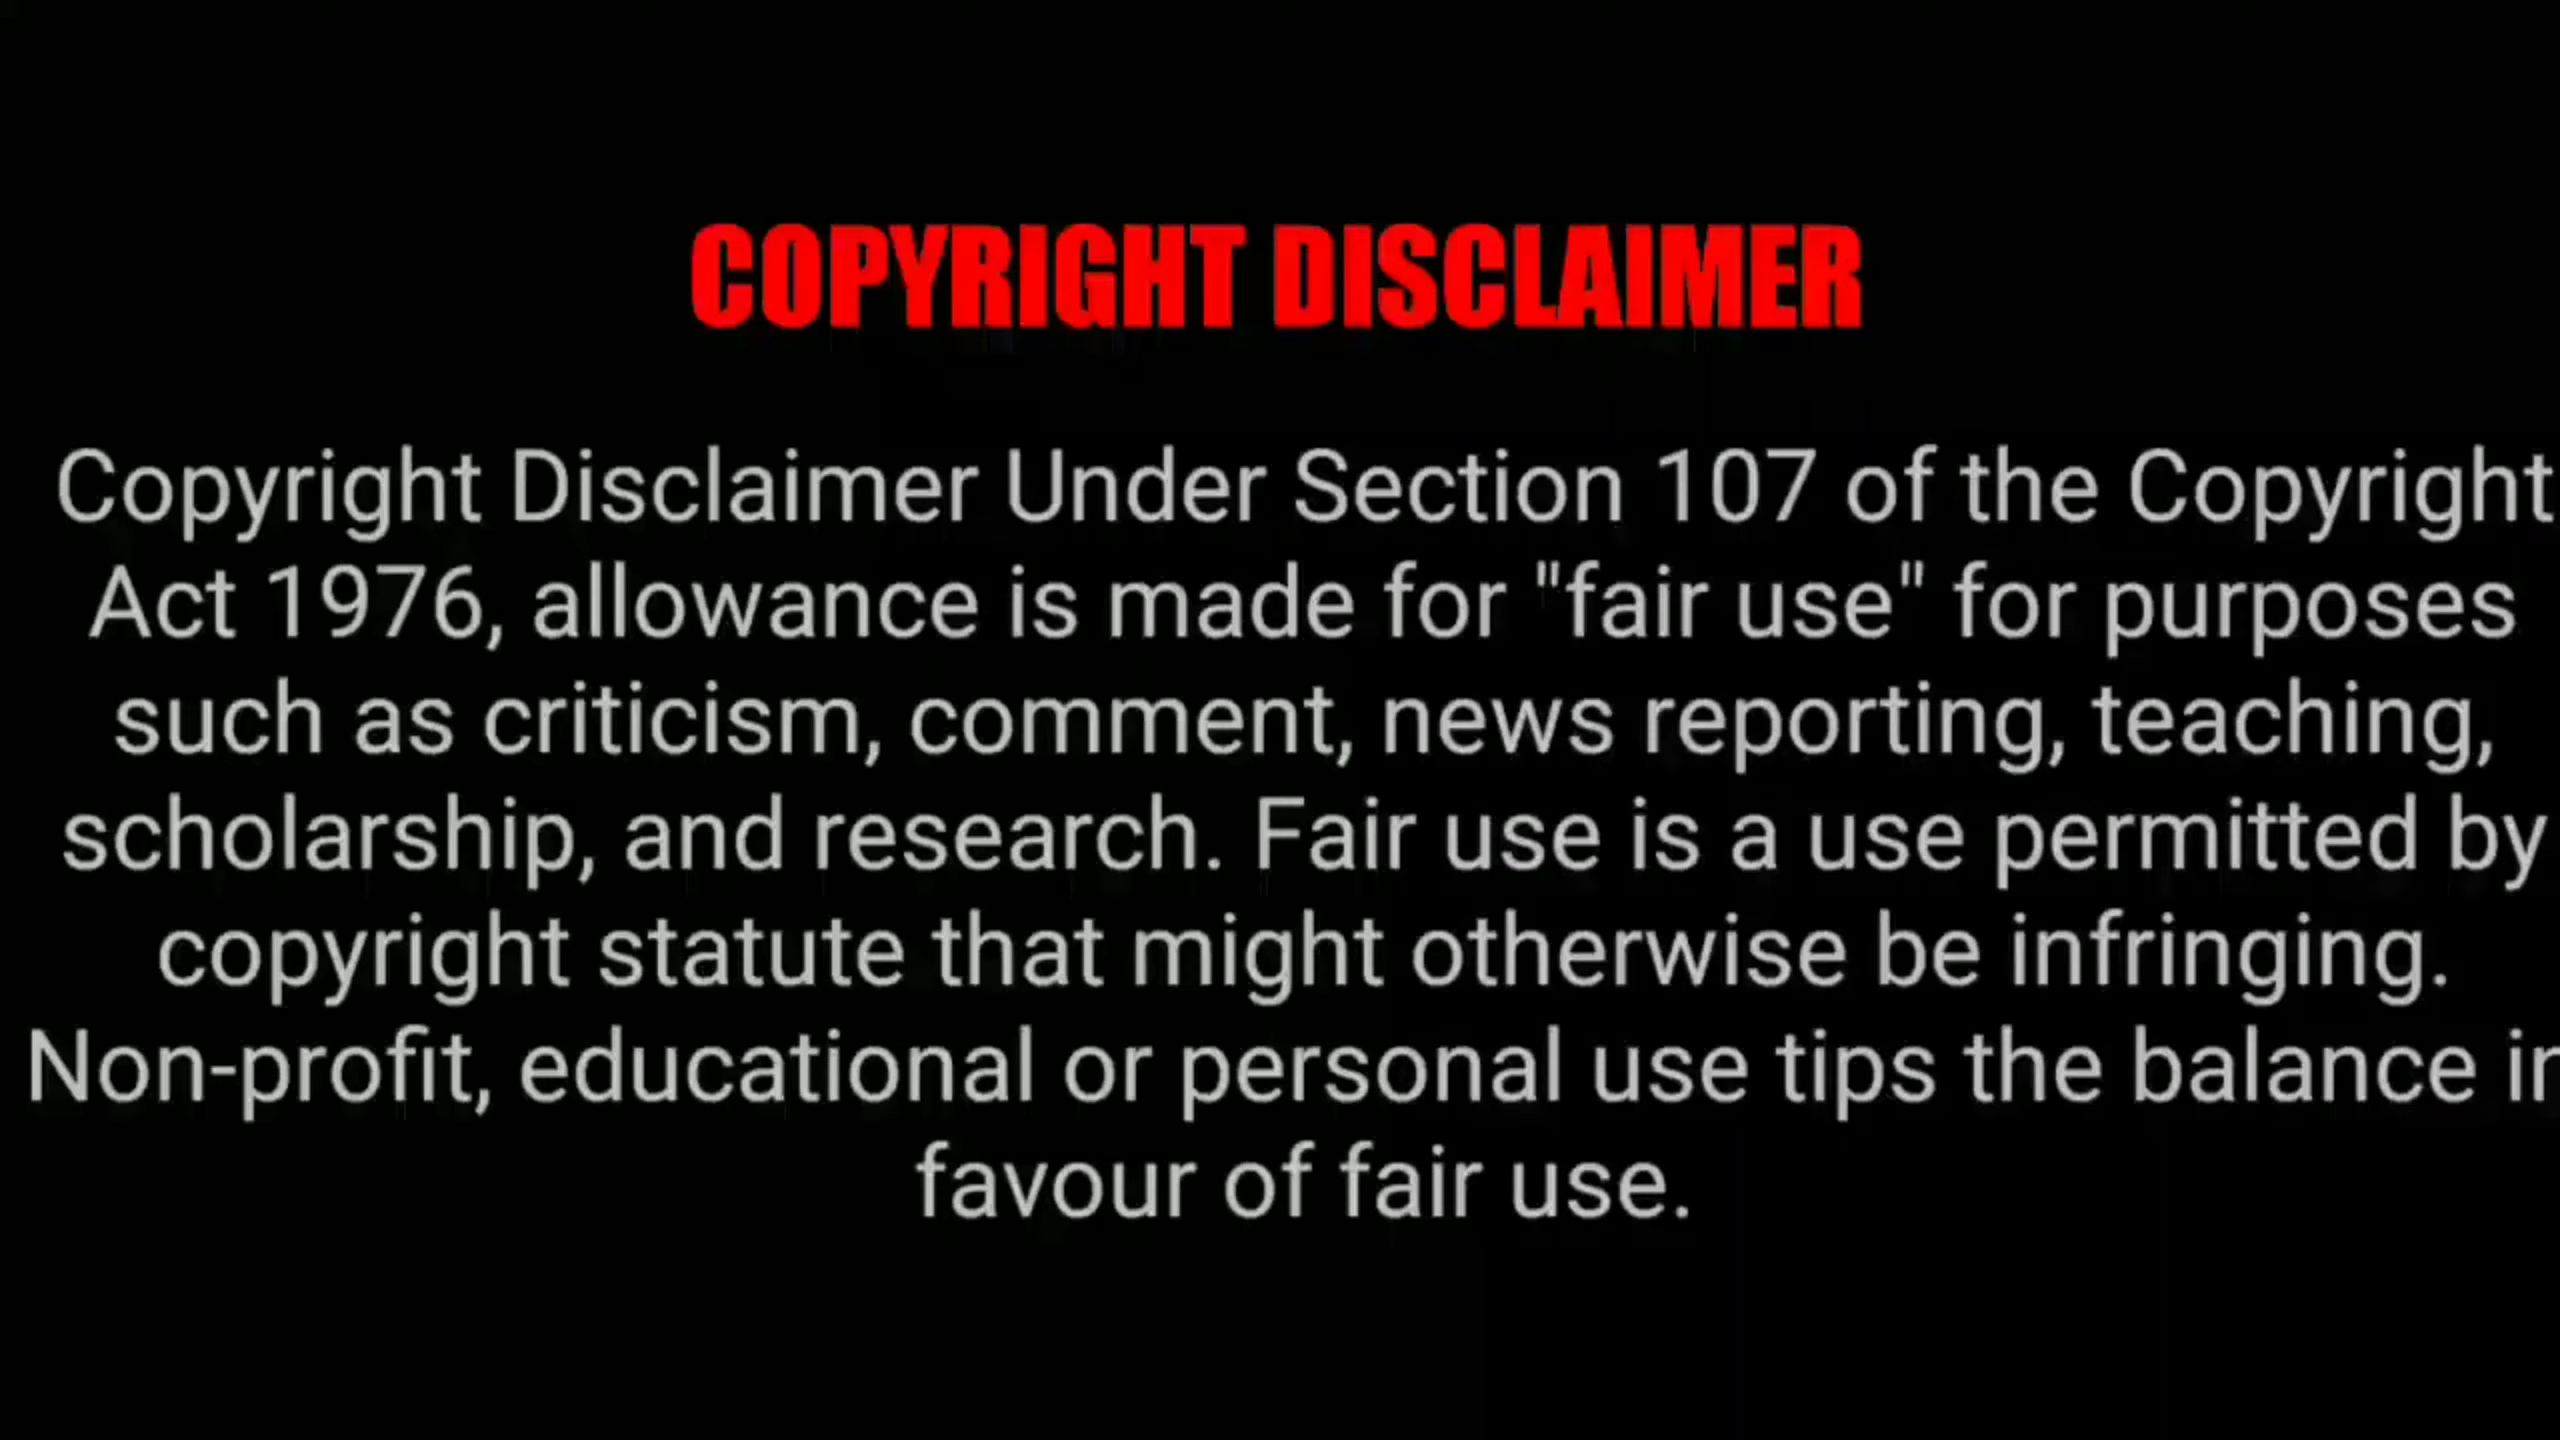 COPYRIGHT DISCLAIMER
Copyright Disclaimer Under Section 107 of the Copyright
Act 1976, allowance is made for "fair use" for purposes
such as criticism, comment, news reporting, teaching,
scholarship, and research. Fair use is a use permitted by
copyright statute that might otherwise be infringing.
Non-profit, educational or personal use tips the balance in
favour of fair use.